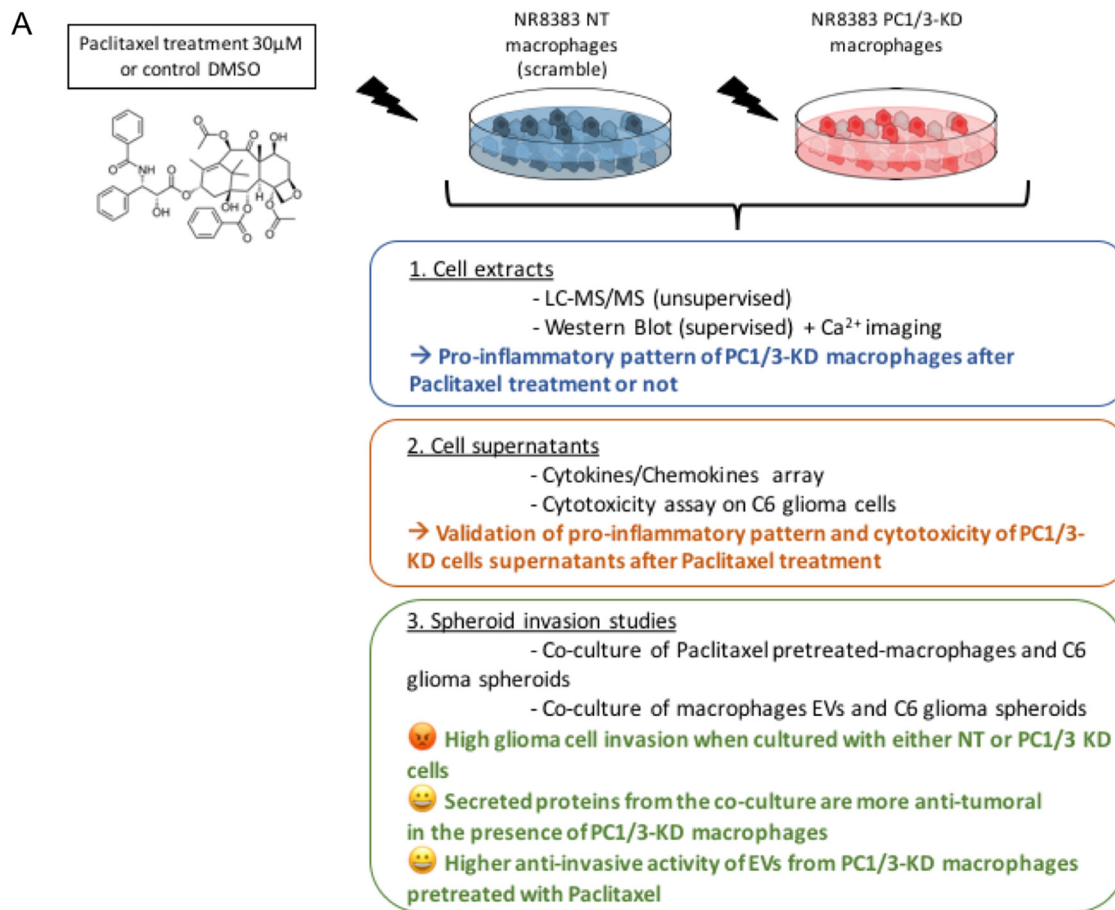 A
Paclitaxel treatment 30µM
or control DMSO
NR8383 NT
macrophages
(scramble)
NR8383 PC1/3-KD
macrophages
O
O
O
OH
O
NH
O
O
O
OH
OH
O
H
O
O
O
O
1. Cell extracts
- LC-MS/MS (unsupervised)
- Western Blot (supervised) + Ca²⁺ imaging
→ Pro-inflammatory pattern of PC1/3-KD macrophages after
Paclitaxel treatment or not
2. Cell supernatants
- Cytokines/Chemokines array
- Cytotoxicity assay on C6 glioma cells
→ Validation of pro-inflammatory pattern and cytotoxicity of PC1/3-
KD cells supernatants after Paclitaxel treatment
3. Spheroid invasion studies
- Co-culture of Paclitaxel pretreated-macrophages and C6
glioma spheroids
- Co-culture of macrophages EVs and C6 glioma spheroids
😡 High glioma cell invasion when cultured with either NT or PC1/3 KD
cells
😀 Secreted proteins from the co-culture are more anti-tumoral
in the presence of PC1/3-KD macrophages
😀 Higher anti-invasive activity of EVs from PC1/3-KD macrophages
pretreated with Paclitaxel